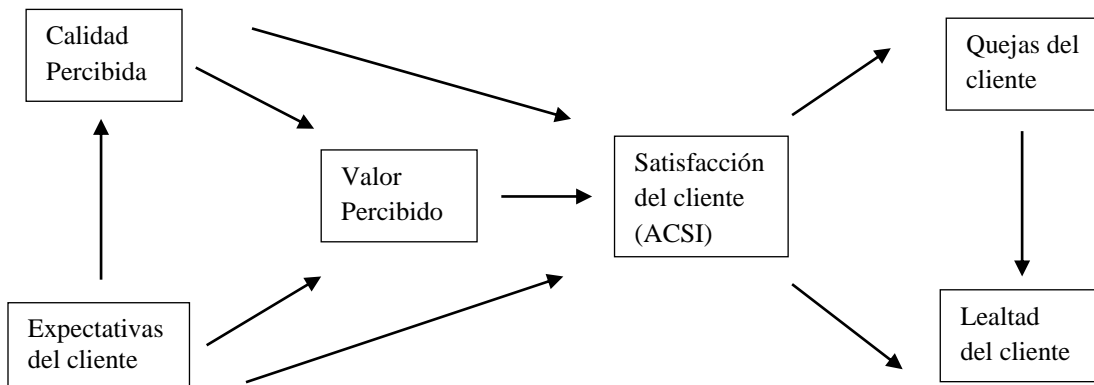 Calidad
Percibida
Quejas del
cliente
Valor
Percibido
Satisfacción
del cliente
(ACSI)
Expectativas
del cliente
Lealtad
del cliente